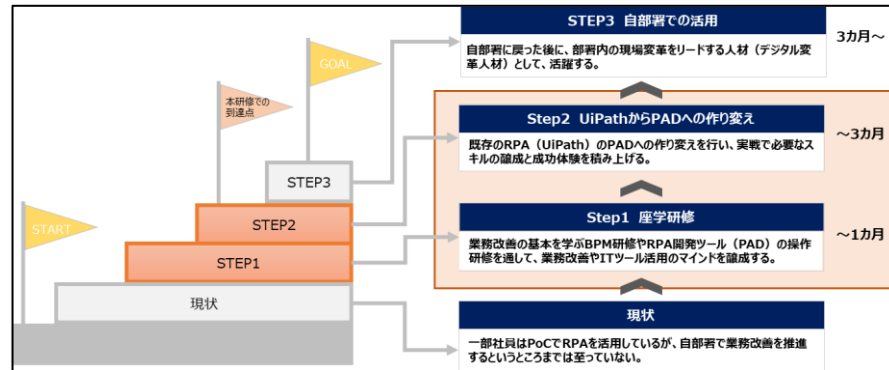 START
現状
STEP1
STEP2
STEP3
本研修での
到達点
GOAL
STEP3 自部署での活用
自部署に戻った後に、部署内の現場変革をリードする人材（デジタル変
革人材）として、活躍する。
3カ月～
Step2 UiPathからPADへの作り変え
既存のRPA（UiPath）のPADへの作り変えを行い、実戦で必要なス
キルの醸成と成功体験を積み上げる。
～3カ月
Step1 座学研修
業務改善の基本を学ぶBPM研修やRPA開発ツール（PAD）の操作
研修を通して、業務改善やITツール活用のマインドを醸成する。
～1カ月
現状
一部社員はPoCでRPAを活用しているが、自部署で業務改善を推進
するというところまでは至っていない。